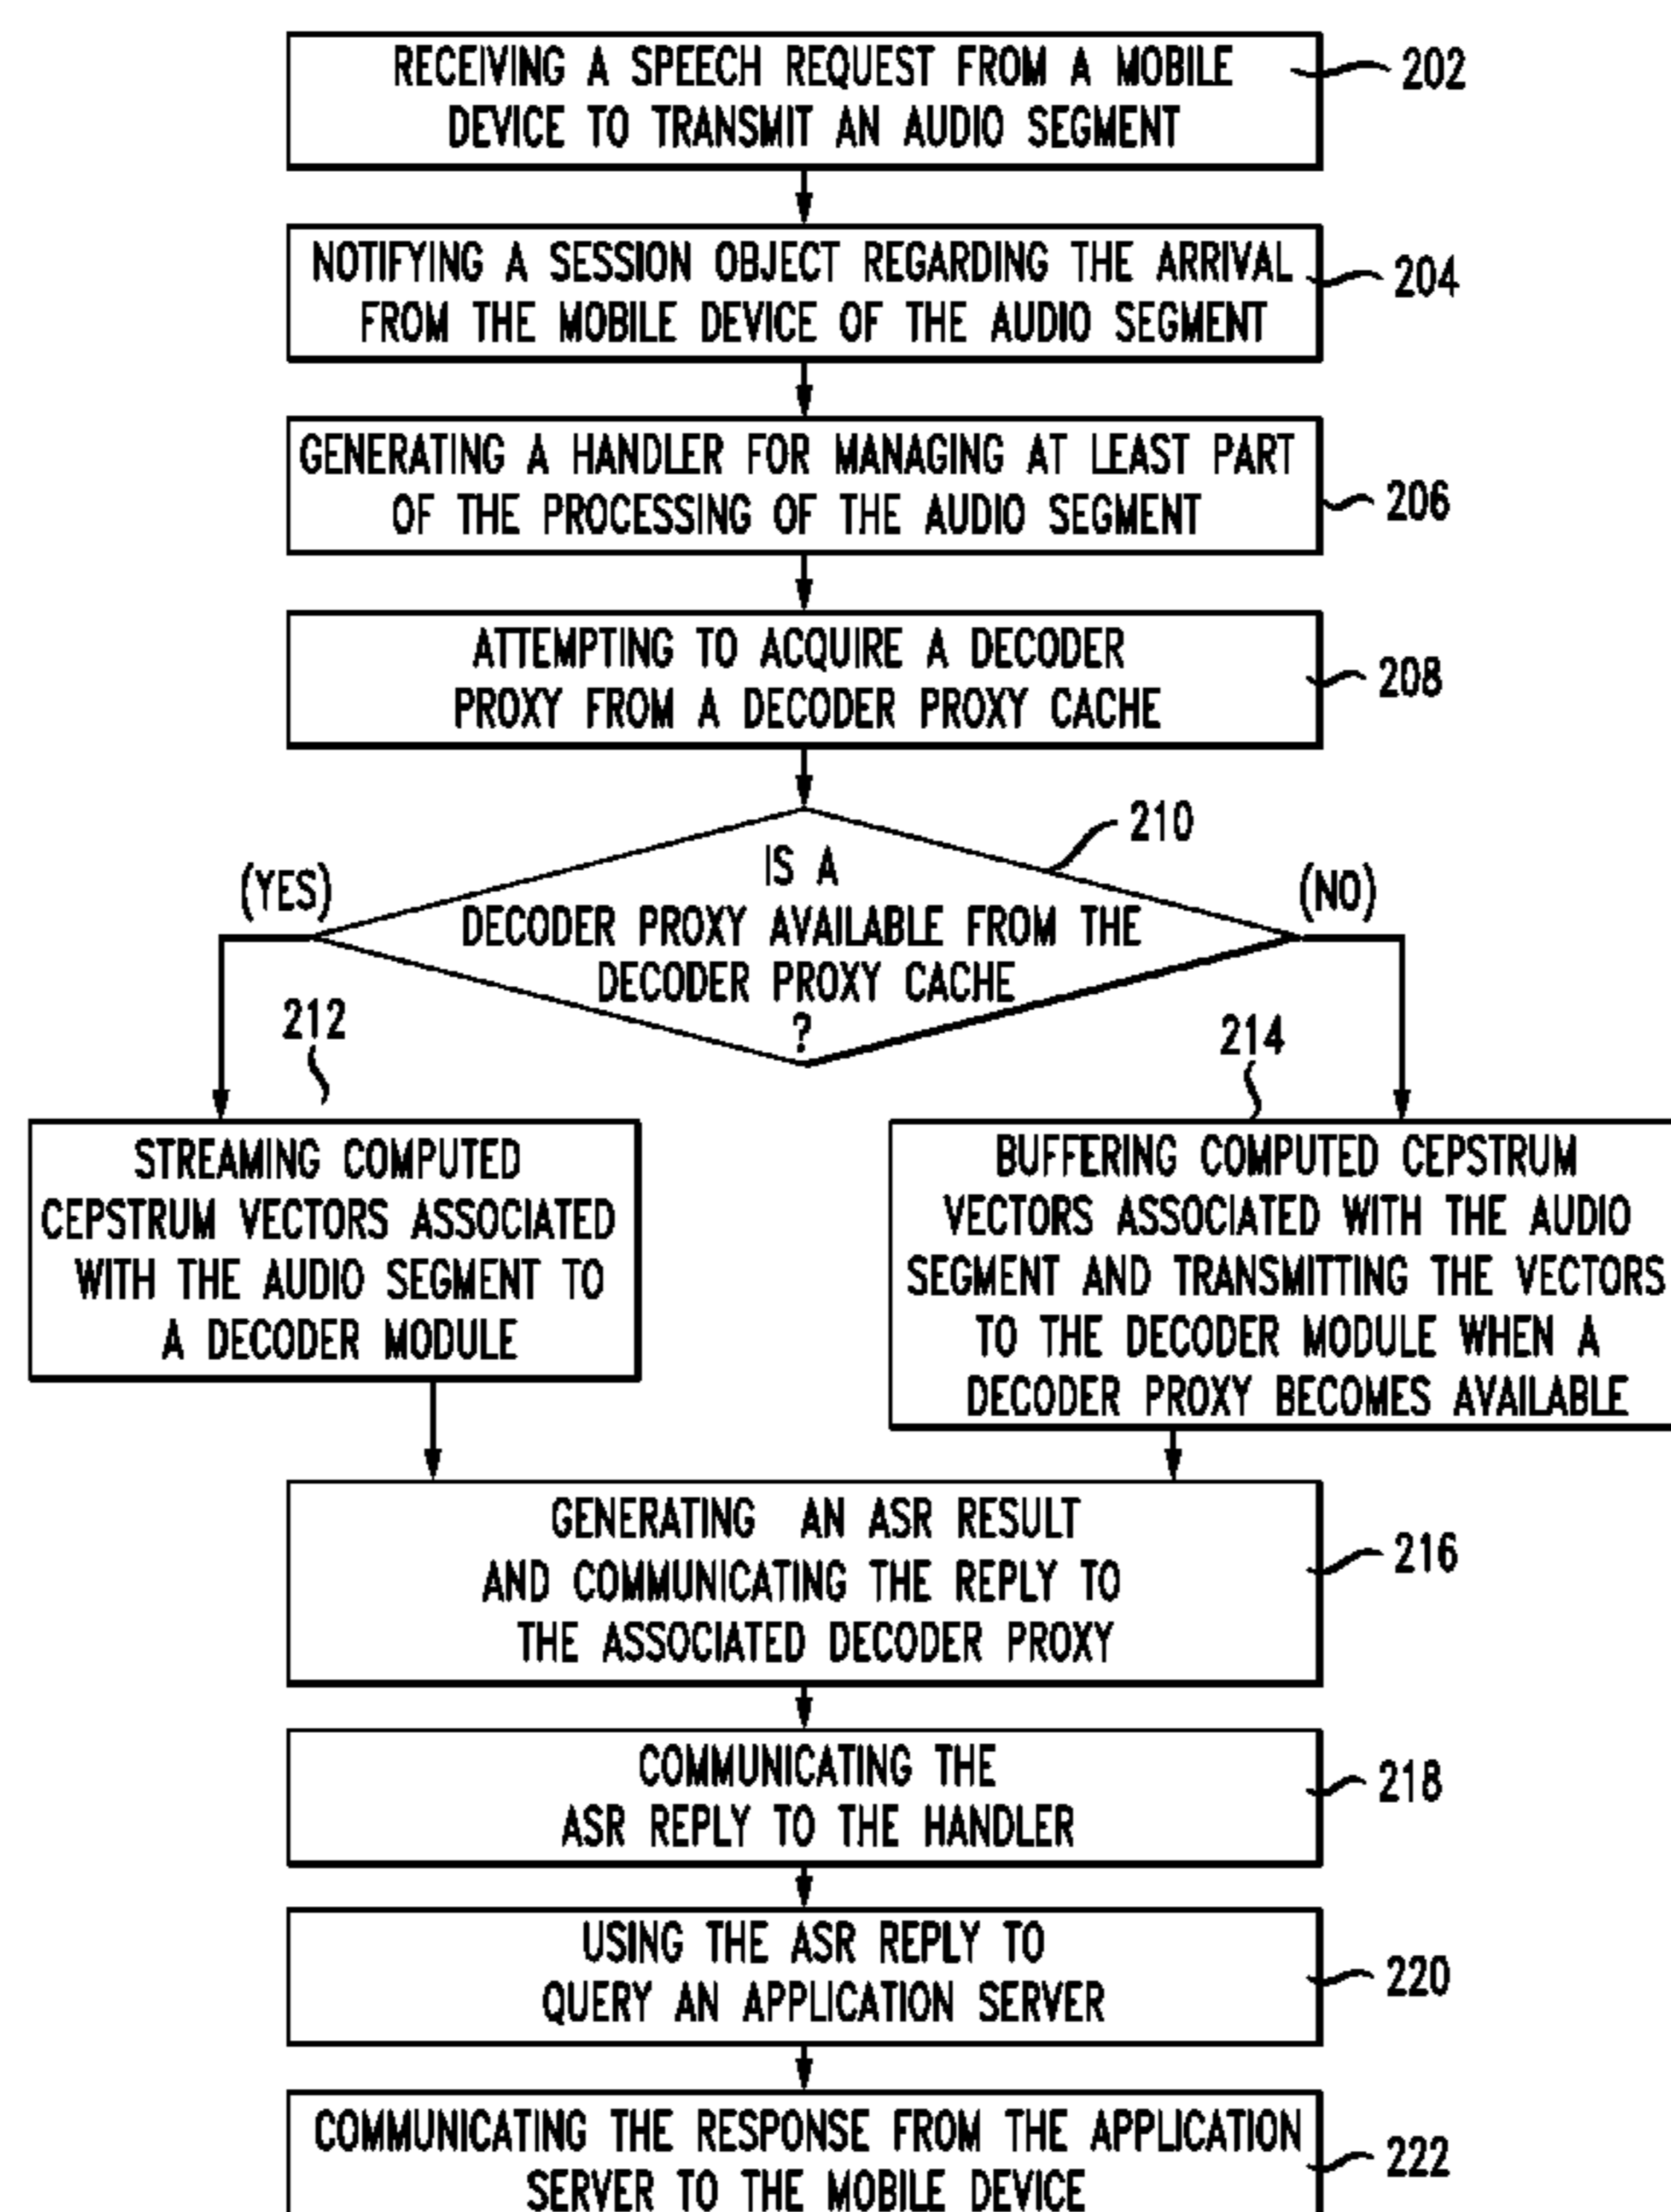 RECEIVING A SPEECH REQUEST FROM A MOBILE
DEVICE TO TRANSMIT AN AUDIO SEGMENT
202
NOTIFYING A SESSION OBJECT REGARDING THE ARRIVAL
FROM THE MOBILE DEVICE OF THE AUDIO SEGMENT
204
GENERATING A HANDLER FOR MANAGING AT LEAST PART
OF THE PROCESSING OF THE AUDIO SEGMENT
206
ATTEMPTING TO ACQUIRE A DECODER
PROXY FROM A DECODER PROXY CACHE
208
210
IS A
DECODER PROXY AVAILABLE FROM THE
DECODER PROXY CACHE
?
(YES)
(NO)
212
STREAMING COMPUTED
CEPSTRUM VECTORS ASSOCIATED
WITH THE AUDIO SEGMENT TO
A DECODER MODULE
214
BUFFERING COMPUTED CEPSTRUM
VECTORS ASSOCIATED WITH THE AUDIO
SEGMENT AND TRANSMITTING THE VECTORS
TO THE DECODER MODULE WHEN A
DECODER PROXY BECOMES AVAILABLE
GENERATING AN ASR RESULT
AND COMMUNICATING THE REPLY TO
THE ASSOCIATED DECODER PROXY
216
COMMUNICATING THE
ASR REPLY TO THE HANDLER
218
USING THE ASR REPLY TO
QUERY AN APPLICATION SERVER
220
COMMUNICATING THE RESPONSE FROM THE APPLICATION
SERVER TO THE MOBILE DEVICE
222